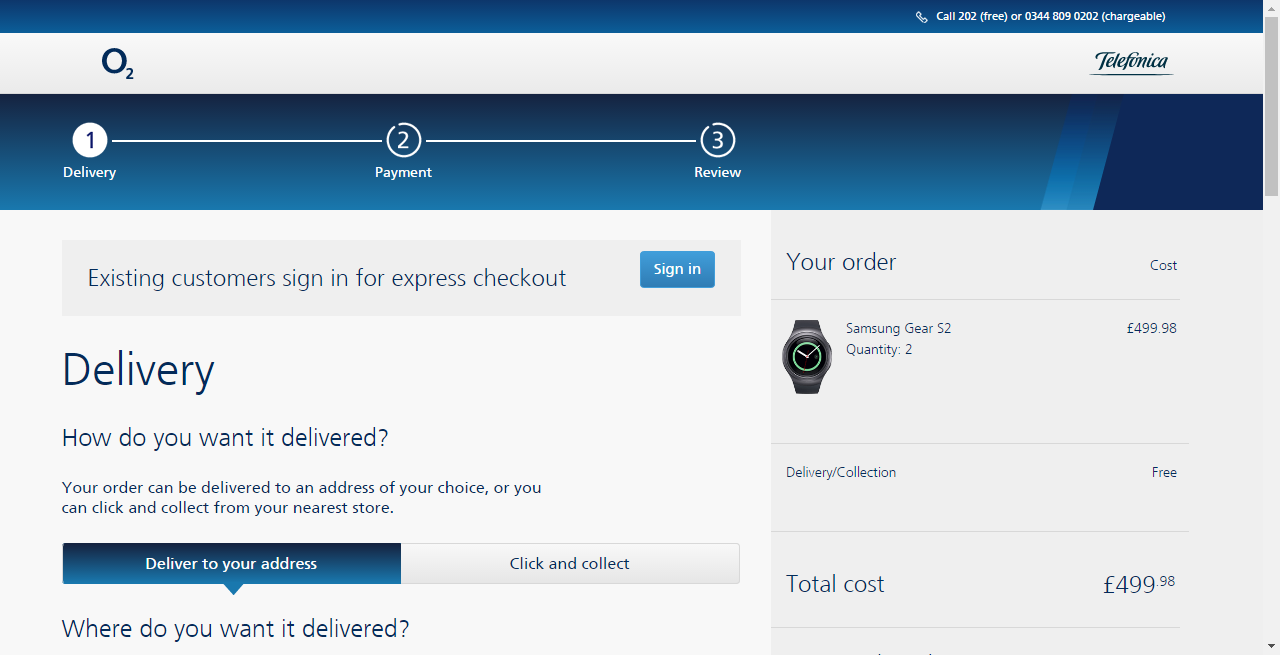 Call 202 (free) or 0344 809 0202 (chargeable)
O2
Telefónica
1
2
3
Delivery
Payment
Review
Existing customers sign in for express checkout
Sign in
Delivery
How do you want it delivered?
Your order can be delivered to an address of your choice, or you
can click and collect from your nearest store.
Deliver to your address
Click and collect
Where do you want it delivered?
Your order
Cost
Samsung Gear S2
£499.98
Quantity: 2
Delivery/Collection
Free
Total cost
£499.98